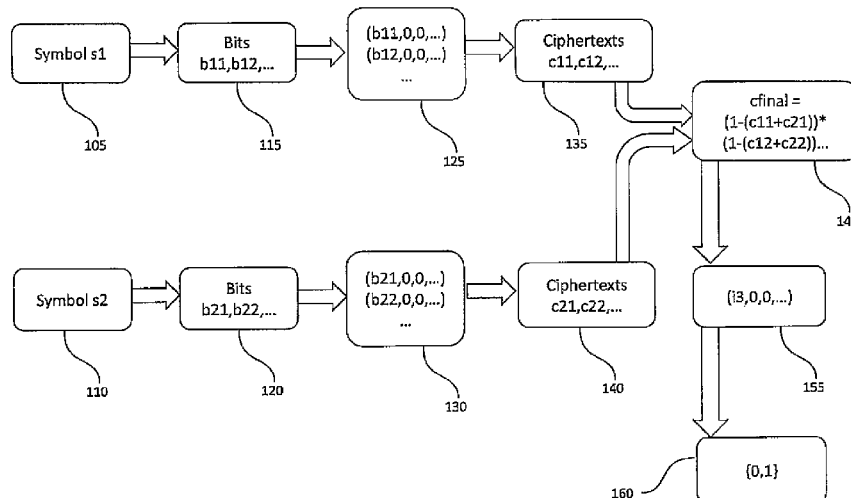 Symbol s1
Bits
b11,b12,...
(b11,0,0,...)
(b12,0,0,...)
...
Ciphertexts
c11,c12,...
cfinal =
(1-(c11+c21))*
(1-(c12+c22))...
105
115
125
135
14
Symbol s2
Bits
b21,b22,...
(b21,0,0,...)
(b22,0,0,...)
...
Ciphertexts
c21,c22,...
(i3,0,0,...)
110
120
130
140
155
{0,1}
160